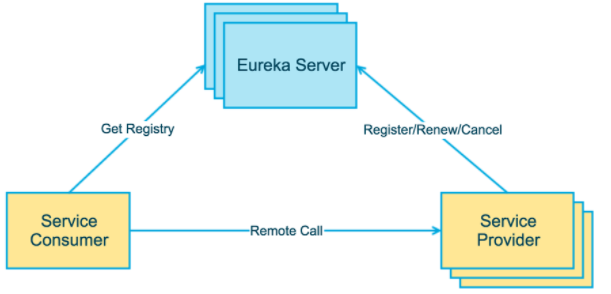 Eureka Server
Get Registry
Register/Renew/Cancel
Service
Consumer
Remote Call
Service
Provider